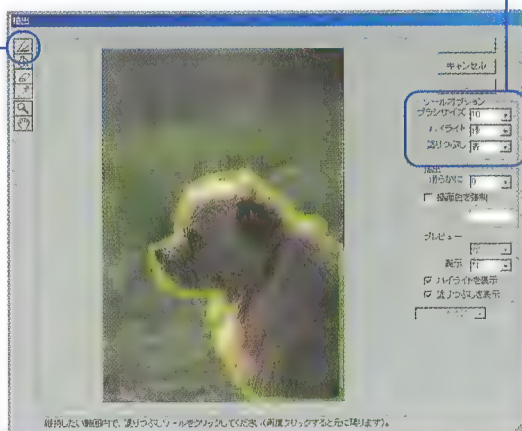 抽出
キャンセル
ツールオプション
ブラシサイズ 10
ハイライト
塗りつぶし 青
抽出
滑らかに 0
プレビュー
表示
ハイライトを表示
塗りつぶしを表示
維持したい範囲内で、塗りつぶしツールをクリックしてください(再度クリックすると元に戻ります)。